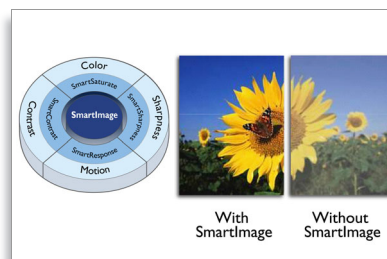 Color
SmartSaturate
Contrast
SmartContrast
SmartImage
SmartSharpness
Sharpness
SmartResponse
Motion
With
SmartImage
Without
SmartImage